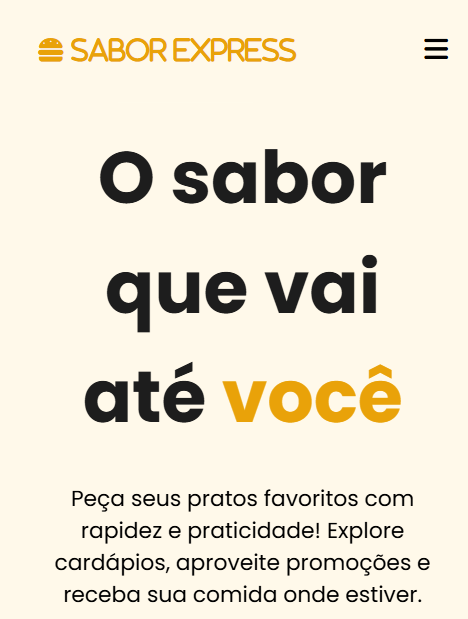 SABOR EXPRESS
O sabor
que vai
até você
Peça seus pratos favoritos com
rapidez e praticidade! Explore
cardápios, aproveite promoções e
receba sua comida onde estiver.